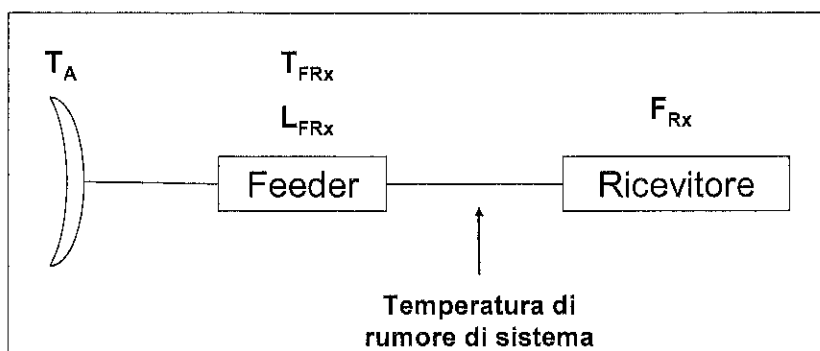 T_A
T_FRx
L_FRx
F_Rx
Feeder
Ricevitore
Temperatura di
rumore di sistema